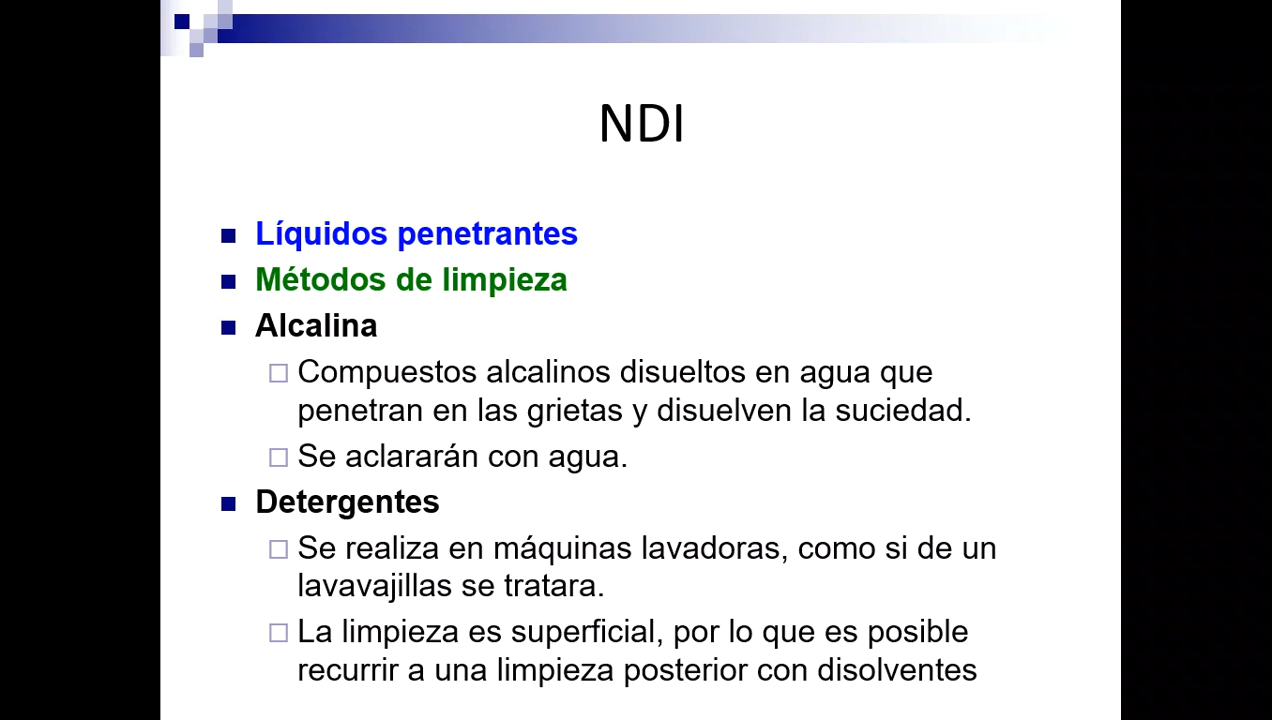 NDI
Líquidos penetrantes
Métodos de limpieza
Alcalina
Compuestos alcalinos disueltos en agua que
penetran en las grietas y disuelven la suciedad.
Se aclararán con agua.
Detergentes
Se realiza en máquinas lavadoras, como si de un
lavavajillas se tratara.
La limpieza es superficial, por lo que es posible
recurrir a una limpieza posterior con disolventes